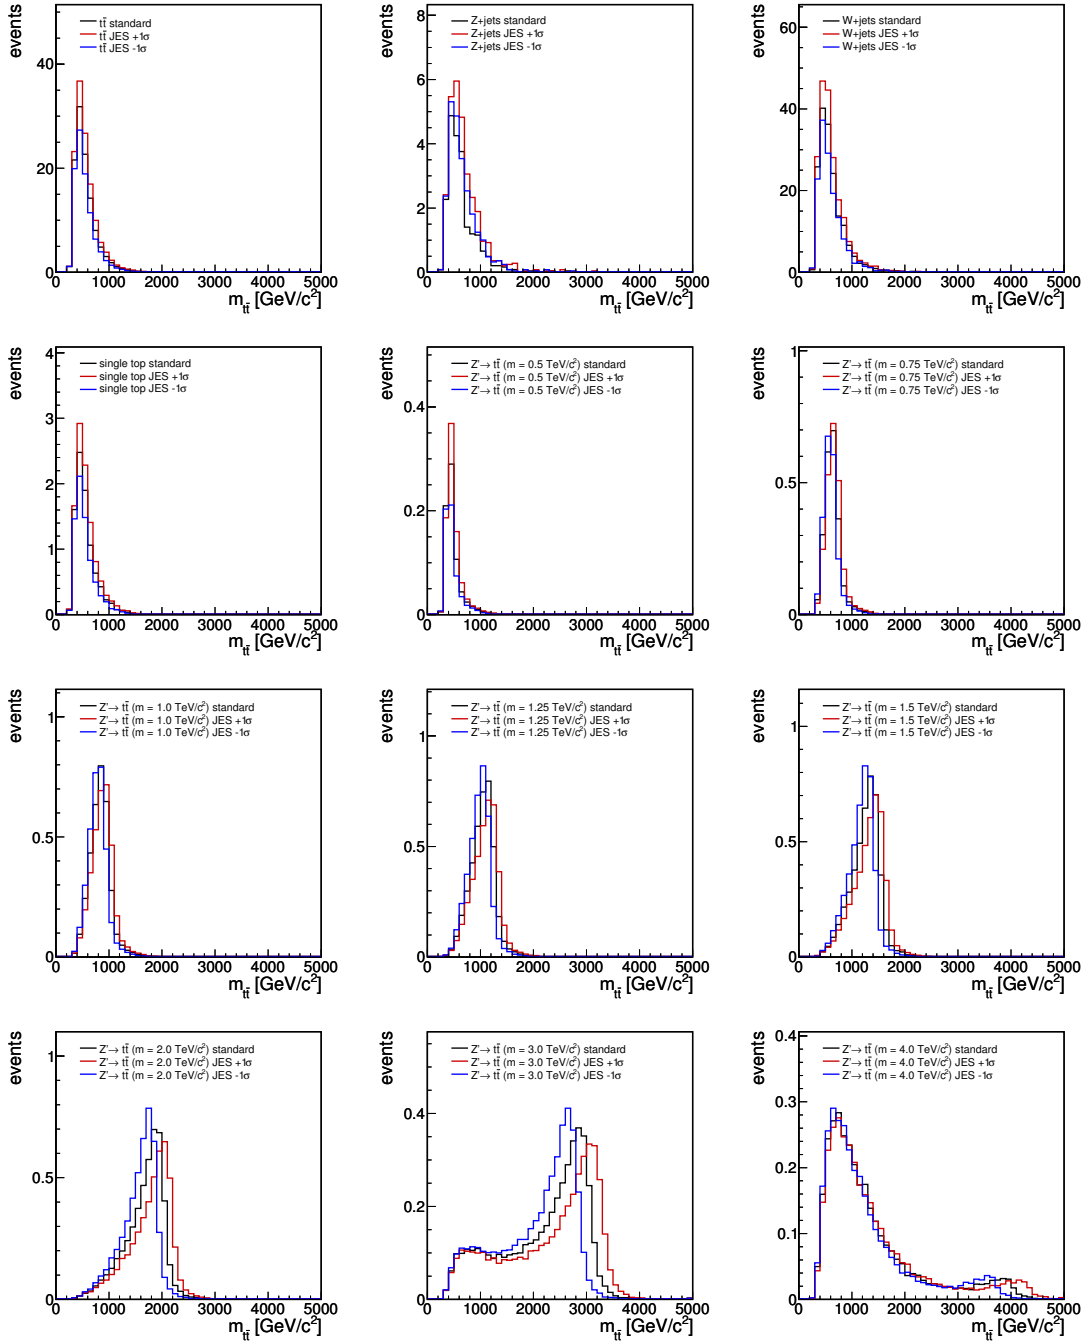 events
tt̄ standard
tt̄ JES +1σ
tt̄ JES -1σ
40
20
0
0 1000 2000 3000 4000 5000
m_tt̄ [GeV/c²]
events
Z+jets standard
Z+jets JES +1σ
Z+jets JES -1σ
8
6
4
2
0
0 1000 2000 3000 4000 5000
m_tt̄ [GeV/c²]
events
W+jets standard
W+jets JES +1σ
W+jets JES -1σ
60
40
20
0
0 1000 2000 3000 4000 5000
m_tt̄ [GeV/c²]
events
single top standard
single top JES +1σ
single top JES -1σ
4
3
2
1
0
0 1000 2000 3000 4000 5000
m_tt̄ [GeV/c²]
events
Z'→ tt̄ (m = 0.5 TeV/c²) standard
Z'→ tt̄ (m = 0.5 TeV/c²) JES +1σ
Z'→ tt̄ (m = 0.5 TeV/c²) JES -1σ
0.4
0.2
0
0 1000 2000 3000 4000 5000
m_tt̄ [GeV/c²]
events
Z'→ tt̄ (m = 0.75 TeV/c²) standard
Z'→ tt̄ (m = 0.75 TeV/c²) JES +1σ
Z'→ tt̄ (m = 0.75 TeV/c²) JES -1σ
1
0.5
0
0 1000 2000 3000 4000 5000
m_tt̄ [GeV/c²]
events
Z'→ tt̄ (m = 1.0 TeV/c²) standard
Z'→ tt̄ (m = 1.0 TeV/c²) JES +1σ
Z'→ tt̄ (m = 1.0 TeV/c²) JES -1σ
1
0.5
0
0 1000 2000 3000 4000 5000
m_tt̄ [GeV/c²]
events
Z'→ tt̄ (m = 1.25 TeV/c²) standard
Z'→ tt̄ (m = 1.25 TeV/c²) JES +1σ
Z'→ tt̄ (m = 1.25 TeV/c²) JES -1σ
1
0.5
0
0 1000 2000 3000 4000 5000
m_tt̄ [GeV/c²]
events
Z'→ tt̄ (m = 1.5 TeV/c²) standard
Z'→ tt̄ (m = 1.5 TeV/c²) JES +1σ
Z'→ tt̄ (m = 1.5 TeV/c²) JES -1σ
1
0.5
0
0 1000 2000 3000 4000 5000
m_tt̄ [GeV/c²]
events
Z'→ tt̄ (m = 2.0 TeV/c²) standard
Z'→ tt̄ (m = 2.0 TeV/c²) JES +1σ
Z'→ tt̄ (m = 2.0 TeV/c²) JES -1σ
1
0.5
0
0 1000 2000 3000 4000 5000
m_tt̄ [GeV/c²]
events
Z'→ tt̄ (m = 3.0 TeV/c²) standard
Z'→ tt̄ (m = 3.0 TeV/c²) JES +1σ
Z'→ tt̄ (m = 3.0 TeV/c²) JES -1σ
0.4
0.2
0
0 1000 2000 3000 4000 5000
m_tt̄ [GeV/c²]
events
Z'→ tt̄ (m = 4.0 TeV/c²) standard
Z'→ tt̄ (m = 4.0 TeV/c²) JES +1σ
Z'→ tt̄ (m = 4.0 TeV/c²) JES -1σ
0.4
0.3
0.2
0.1
0
0 1000 2000 3000 4000 5000
m_tt̄ [GeV/c²]